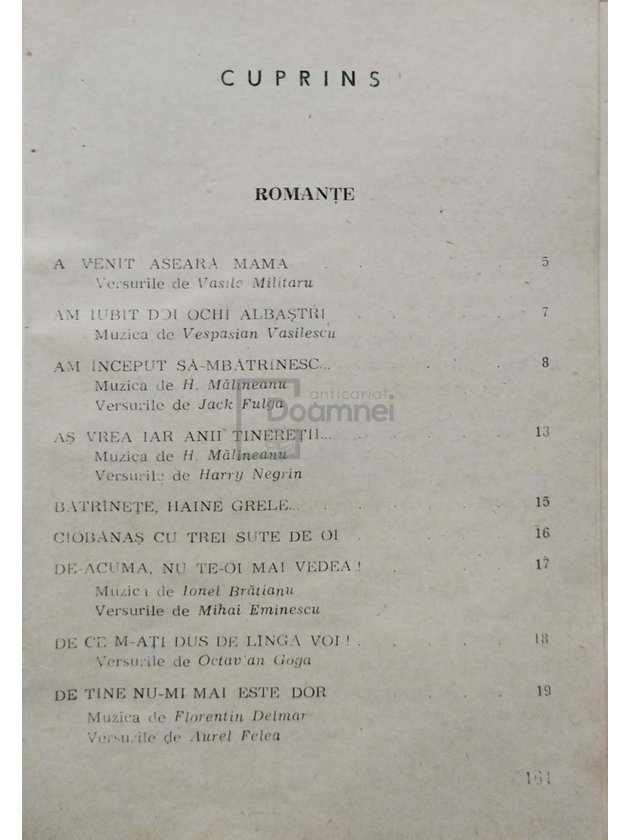 CUPRINS
ROMANȚE
A VENIT ASEARĂ MAMA . . . . . 5
Versurile de Vasile Militaru
AM IUBIT DOI OCHI ALBAȘTRI . . . . 7
Muzica de Vespasian Vasilescu
AM ÎNCEPUT SĂ-MBĂTRÎNESC... . . . . 8
Muzica de H. Mălineanu
Versurile de Jack Fulga
anticariat
Doamnei
AȘ VREA IAR ANII TINEREȚII... . . . . 13
Muzica de H. Mălineanu
Versurile de Harry Negrin
BĂTRÎNEȚE, HAINE GRELE... . . . . 15
CIOBĂNAȘ CU TREI SUTE DE OI . . . . 16
DE-ACUMA, NU TE-OI MAI VEDEA! . . . . 17
Muzica de Ionel Brătianu
Versurile de Mihai Eminescu
DE CE M-AȚI DUS DE LÎNGĂ VOI! . . . . 18
Versurile de Octavian Goga
DE TINE NU-MI MAI ESTE DOR . . . . 19
Muzica de Florentin Delmar
Versurile de Aurel Felea
161